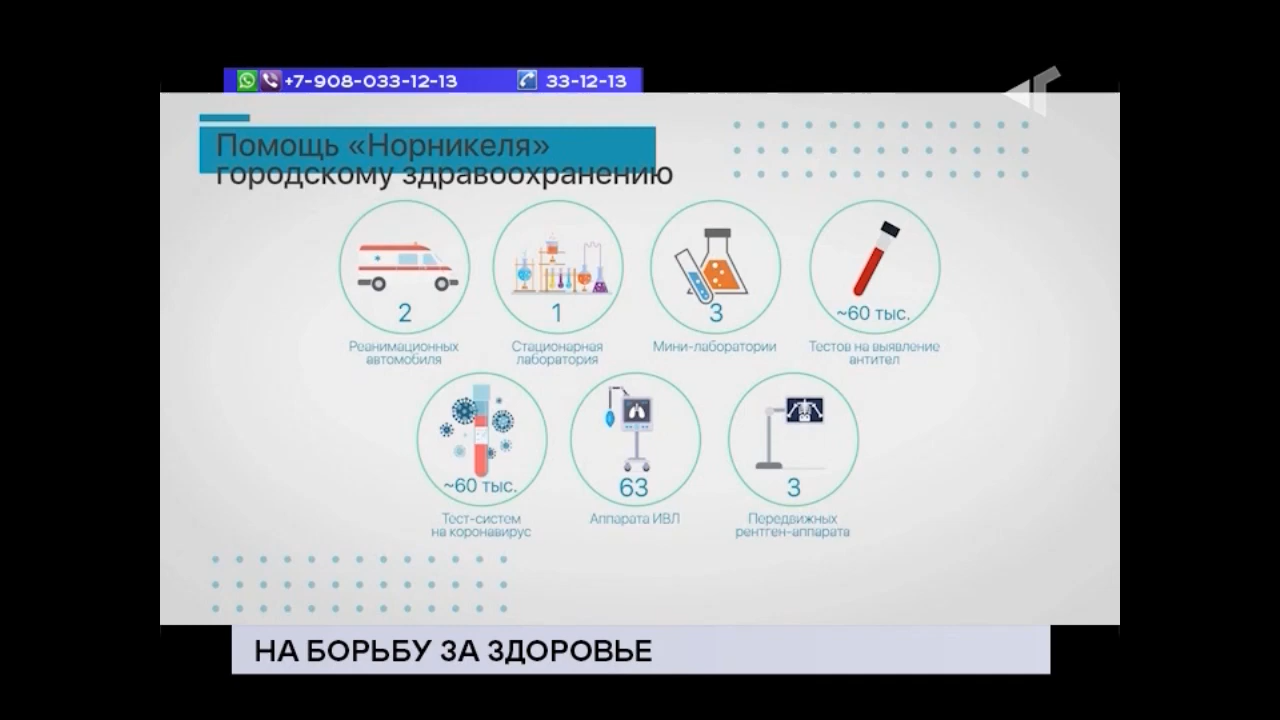 +7-908-033-12-13 33-12-13
Помощь «Норникеля»
городскому здравоохранению
2 1 3 ~60 тыс.
Реанимационных Стационарная Мини-лаборатории Тестов на выявление
автомобиля лаборатория антител
~60 тыс. 63 3
Тест-систем Аппарата ИВЛ Передвижных
на коронавирус рентген-аппарата
НА БОРЬБУ ЗА ЗДОРОВЬЕ